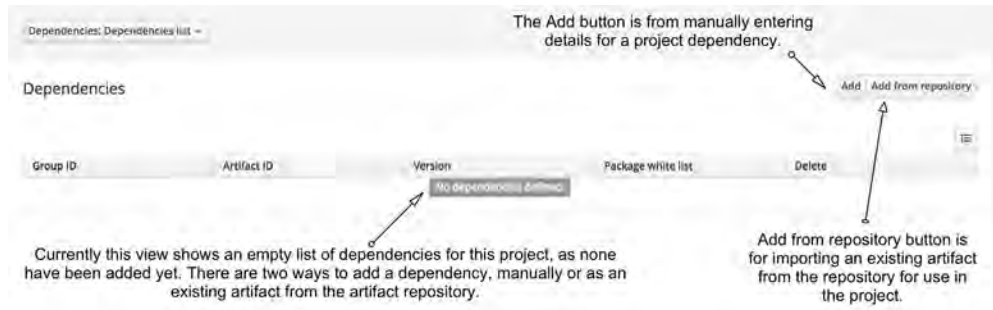 The Add button is from manually entering
details for a project dependency.
Dependencies: Dependencies list
Dependencies
Add Add from repository
Group ID Artifact ID Version Package white list Delete
No dependencies defined
Currently this view shows an empty list of dependencies for this project, as none
have been added yet. There are two ways to add a dependency, manually or as an
existing artifact from the artifact repository.
Add from repository button is
for importing an existing artifact
from the repository for use in
the project.